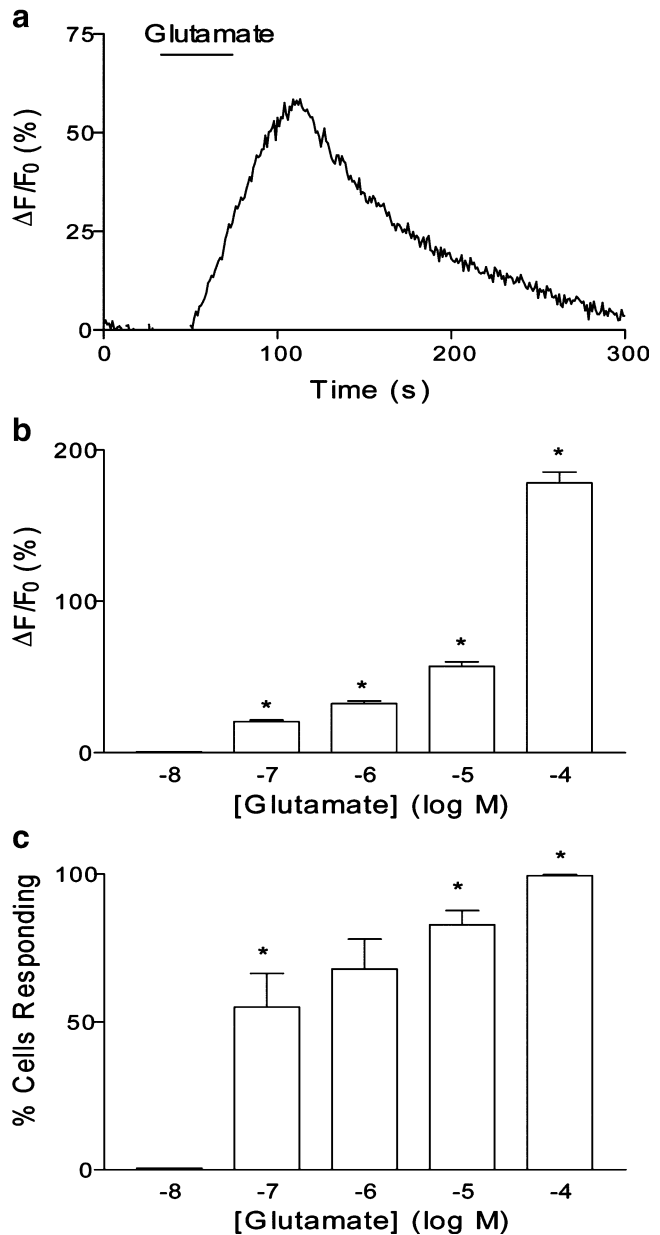 a
Glutamate
75
50
25
0
ΔF/F0 (%)
0 100 200 300
Time (s)
b
200
100
0
ΔF/F0 (%)
*
*
*
*
-8 -7 -6 -5 -4
[Glutamate] (log M)
c
100
50
0
% Cells Responding
*
*
*
-8 -7 -6 -5 -4
[Glutamate] (log M)